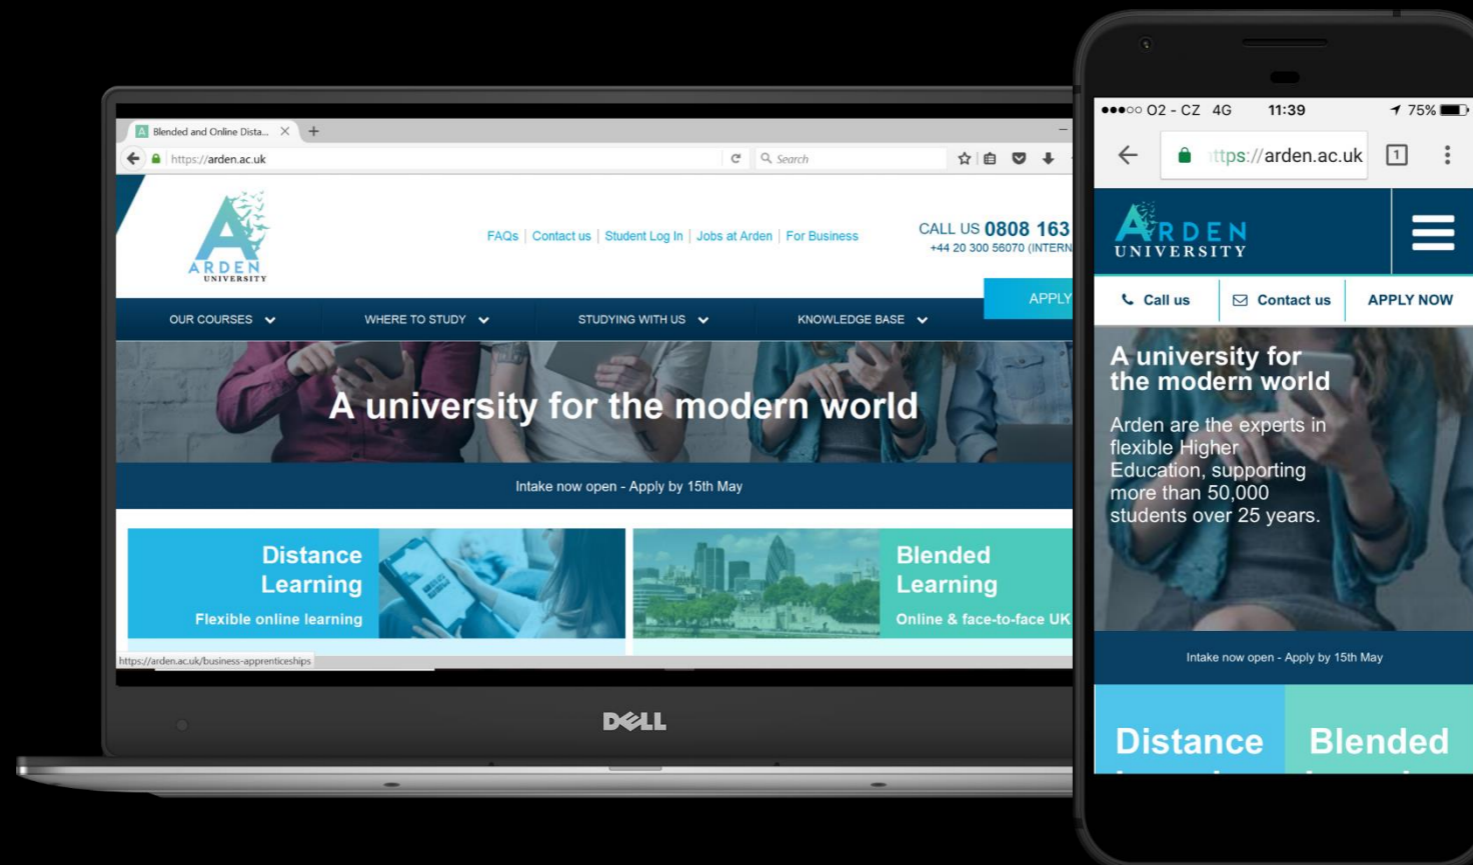 Blended and Online Dista...
https://arden.ac.uk
Search
ARDEN
UNIVERSITY
FAQs | Contact us | Student Log In | Jobs at Arden | For Business
CALL US 0808 163
+44 20 300 56070 (INTERN
APPLY
OUR COURSES
WHERE TO STUDY
STUDYING WITH US
KNOWLEDGE BASE
A university for the modern world
Intake now open - Apply by 15th May
Distance
Learning
Flexible online learning
Blended
Learning
Online & face-to-face UK
https://arden.ac.uk/business-apprenticeships
DELL
O2 - CZ 4G 11:39 75%
ttps://arden.ac.uk 1
ARDEN
UNIVERSITY
Call us
Contact us
APPLY NOW
A university for
the modern world
Arden are the experts in
flexible Higher
Education, supporting
more than 50,000
students over 25 years.
Intake now open - Apply by 15th May
Distance
Blended